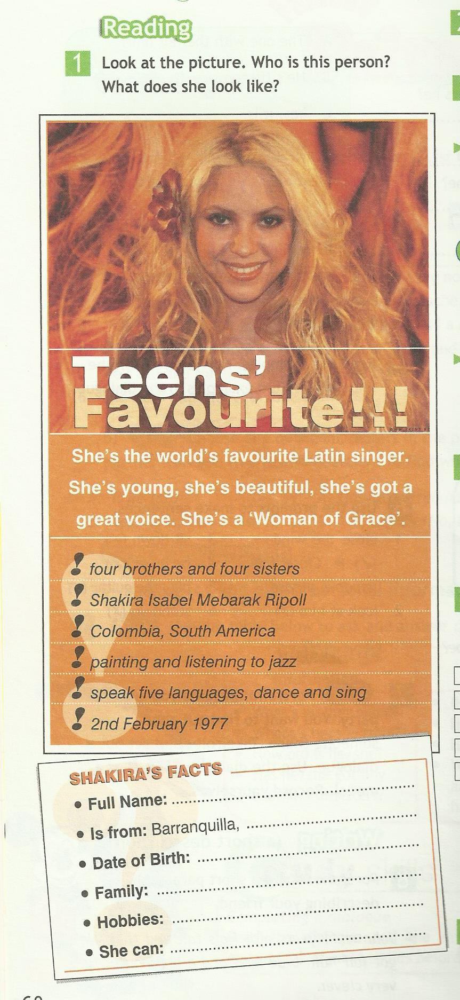 Reading
1 Look at the picture. Who is this person?
What does she look like?
Teens'
Favourite!!!
She's the world's favourite Latin singer.
She's young, she's beautiful, she's got a
great voice. She's a 'Woman of Grace'.
! four brothers and four sisters
! Shakira Isabel Mebarak Ripoll
! Colombia, South America
! painting and listening to jazz
! speak five languages, dance and sing
! 2nd February 1977
SHAKIRA'S FACTS
• Full Name: ............................................................
• Is from: Barranquilla, ..........................................
• Date of Birth: ......................................................
• Family: ................................................................
• Hobbies: .............................................................
• She can: .............................................................